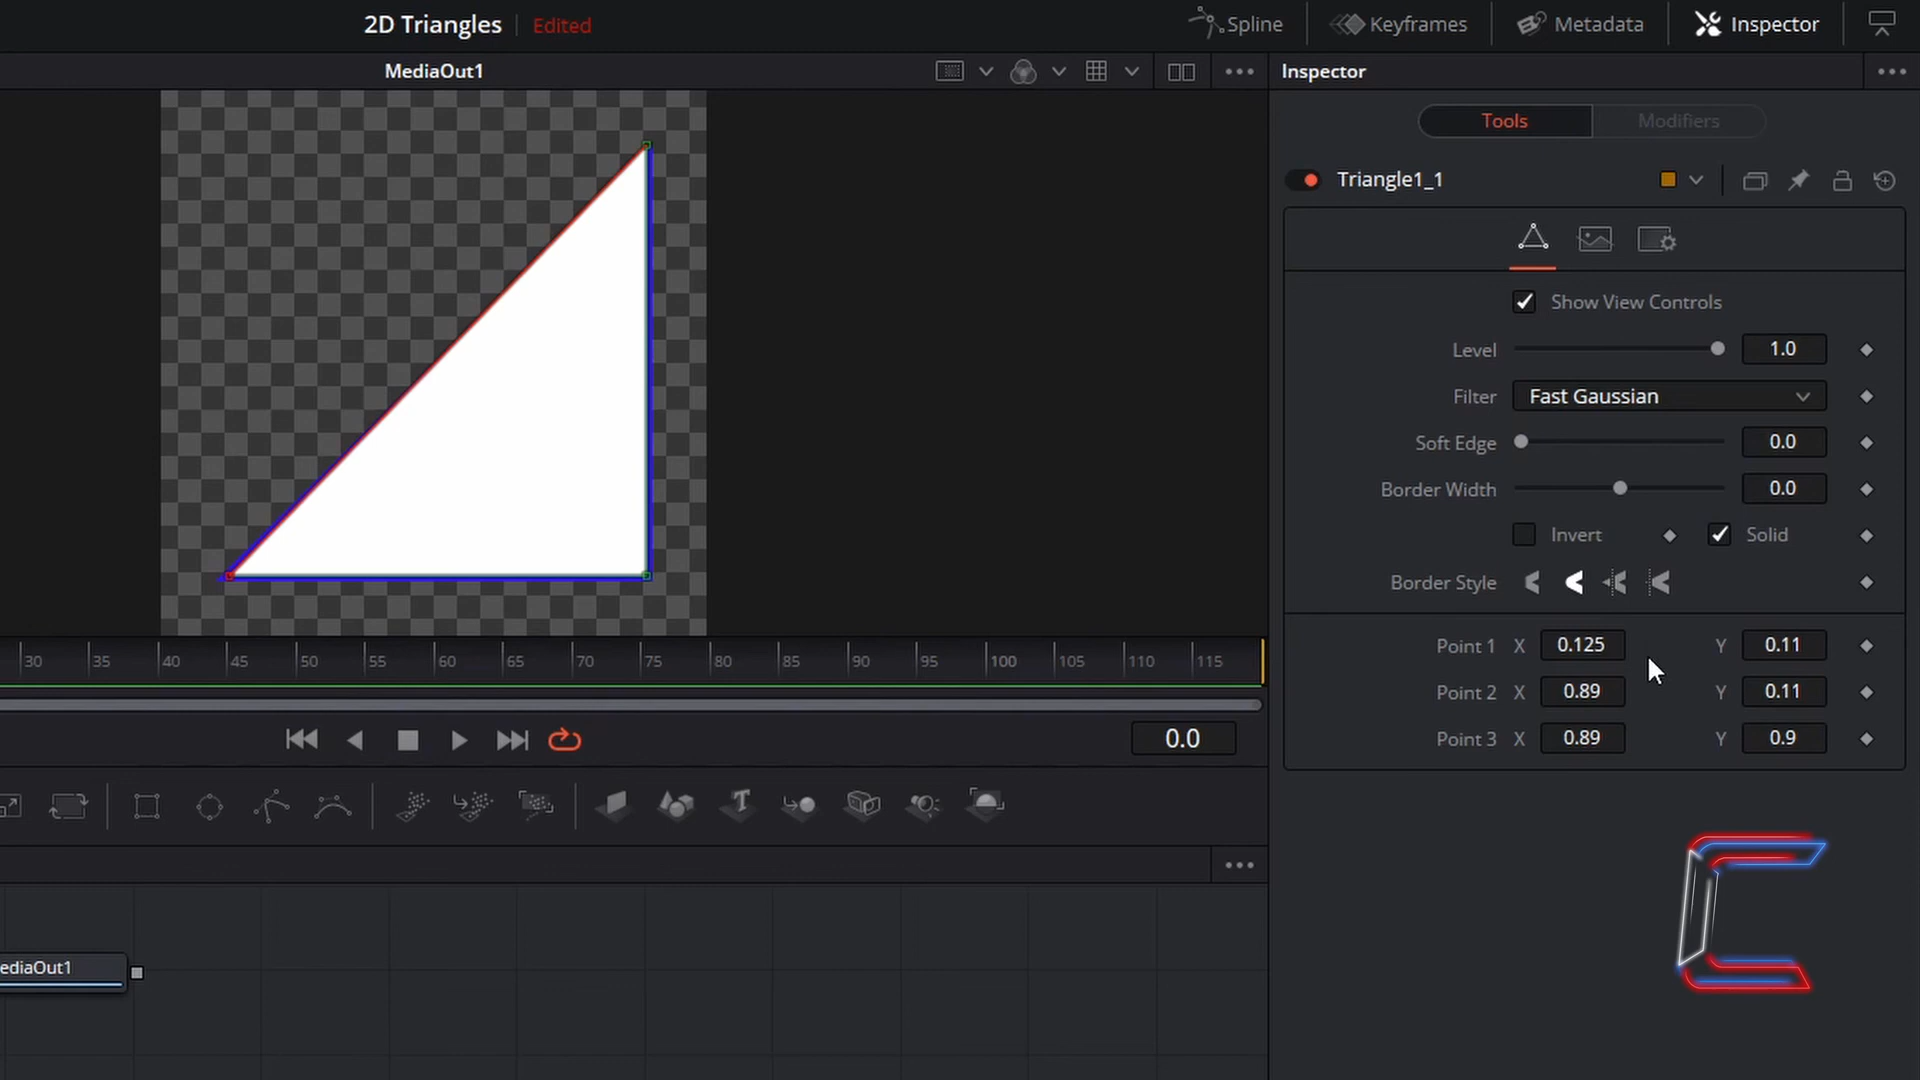 2D Triangles
Edited
Spline
Keyframes
Metadata
Inspector
MediaOut1
Inspector
Tools
Modifiers
Triangle1_1
Show View Controls
Level 1.0
Filter Fast Gaussian
Soft Edge 0.0
Border Width 0.0
Invert Solid
Border Style
Point 1 X 0.125 Y 0.11
Point 2 X 0.89 Y 0.11
Point 3 X 0.89 Y 0.9
30 35 40 45 50 55 60 65 70 75 80 85 90 95 100 105 110 115
0.0
T
ediaOut1